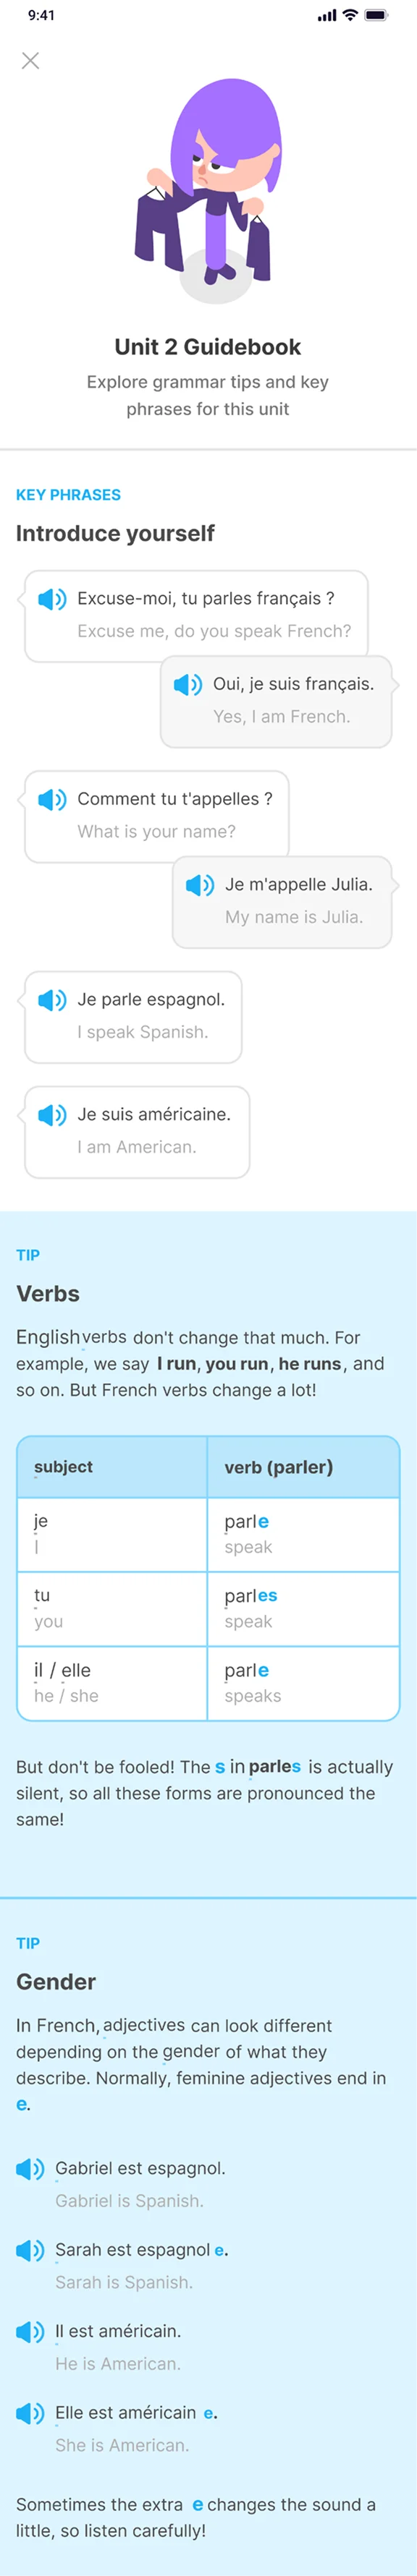 9:41
Unit 2 Guidebook
Explore grammar tips and key
phrases for this unit
KEY PHRASES
Introduce yourself
Excuse-moi, tu parles français ?
Excuse me, do you speak French?
Oui, je suis français.
Yes, I am French.
Comment tu t'appelles ?
What is your name?
Je m'appelle Julia.
My name is Julia.
Je parle espagnol.
I speak Spanish.
Je suis américaine.
I am American.
TIP
Verbs
English verbs don't change that much. For
example, we say I run, you run, he runs, and
so on. But French verbs change a lot!
subject verb (parler)
je parle
I speak
tu parles
you speak
il / elle parle
he / she speaks
But don't be fooled! The s in parles is actually
silent, so all these forms are pronounced the
same!
TIP
Gender
In French, adjectives can look different
depending on the gender of what they
describe. Normally, feminine adjectives end in
e.
Gabriel est espagnol.
Gabriel is Spanish.
Sarah est espagnol e.
Sarah is Spanish.
Il est américain.
He is American.
Elle est américain e.
She is American.
Sometimes the extra e changes the sound a
little, so listen carefully!